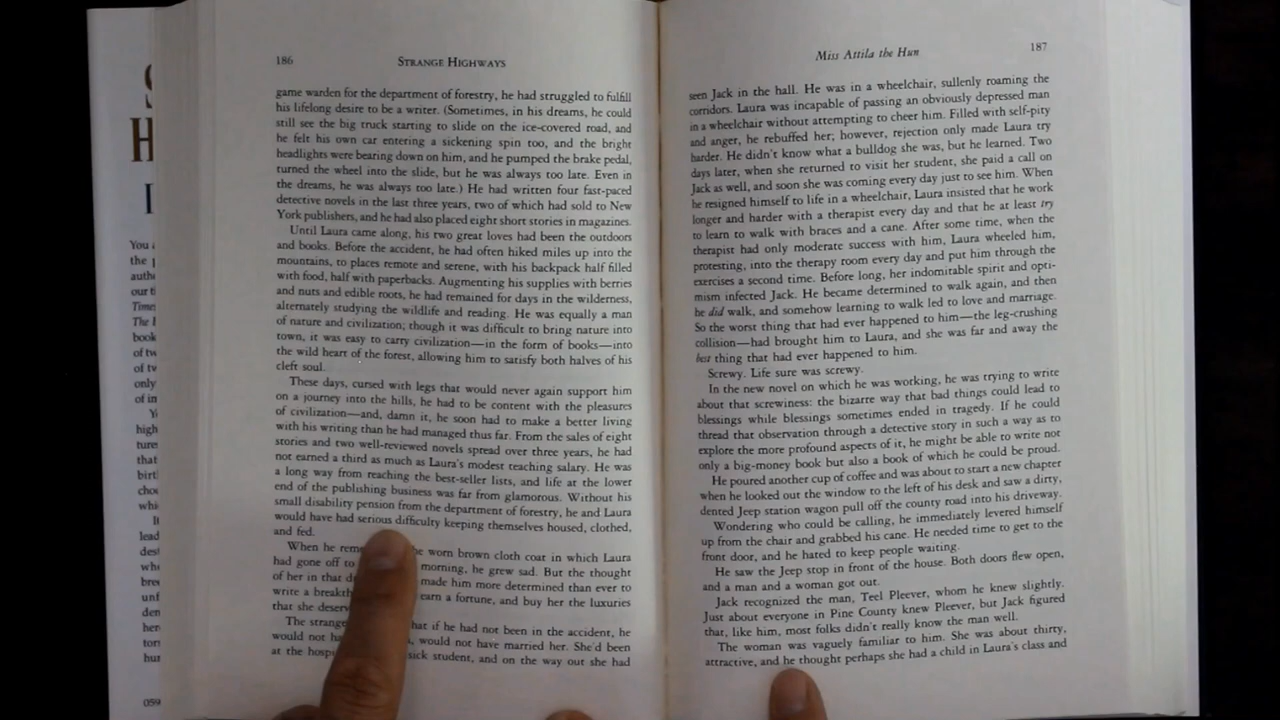 S
H
I
You a
the p
autho
our ti
Time
The I
book
of tw
of tv
only
of in
Y
high
ture
that
birt
choo
whi
I
lead
dest
who
bree
unf
den
her
tor
hur
059
186
STRANGE HIGHWAYS
game warden for the department of forestry, he had struggled to fulfill
his lifelong desire to be a writer. (Sometimes, in his dreams, he could
still see the big truck starting to slide on the ice-covered road, and
he felt his own car entering a sickening spin too, and the bright
headlights were bearing down on him, and he pumped the brake pedal,
turned the wheel into the slide, but he was always too late. Even in
the dreams, he was always too late.) He had written four fast-paced
detective novels in the last three years, two of which had sold to New
York publishers, and he had also placed eight short stories in magazines.
Until Laura came along, his two great loves had been the outdoors
and books. Before the accident, he had often hiked miles up into the
mountains, to places remote and serene, with his backpack half filled
with food, half with paperbacks. Augmenting his supplies with berries
and nuts and edible roots, he had remained for days in the wilderness,
alternately studying the wildlife and reading. He was equally a man
of nature and civilization; though it was difficult to bring nature into
town, it was easy to carry civilization—in the form of books—into
the wild heart of the forest, allowing him to satisfy both halves of his
cleft soul.
These days, cursed with legs that would never again support him
on a journey into the hills, he had to be content with the pleasures
of civilization—and, damn it, he soon had to make a better living
with his writing than he had managed thus far. From the sales of eight
stories and two well-reviewed novels spread over three years, he had
not earned a third as much as Laura's modest teaching salary. He was
a long way from reaching the best-seller lists, and life at the lower
end of the publishing business was far from glamorous. Without his
small disability pension from the department of forestry, he and Laura
would have had serious difficulty keeping themselves housed, clothed,
and fed.
When he rem he worn brown cloth coat in which Laura
had gone off to morning, he grew sad. But the thought
of her in that d made him more determined than ever to
write a breakth earn a fortune, and buy her the luxuries
that she deser
The strange hat if he had not been in the accident, he
would not ha would not have married her. She'd been
at the hospi sick student, and on the way out she had
Miss Attila the Hun
187
seen Jack in the hall. He was in a wheelchair, sullenly roaming the
corridors. Laura was incapable of passing an obviously depressed man
in a wheelchair without attempting to cheer him. Filled with self-pity
and anger, he rebuffed her; however, rejection only made Laura try
harder. He didn't know what a bulldog she was, but he learned. Two
days later, when she returned to visit her student, she paid a call on
Jack as well, and soon she was coming every day just to see him. When
he resigned himself to life in a wheelchair, Laura insisted that he work
longer and harder with a therapist every day and that he at least try
to learn to walk with braces and a cane. After some time, when the
therapist had only moderate success with him, Laura wheeled him,
protesting, into the therapy room every day and put him through the
exercises a second time. Before long, her indomitable spirit and opti-
mism infected Jack. He became determined to walk again, and then
he did walk, and somehow learning to walk led to love and marriage.
So the worst thing that had ever happened to him—the leg-crushing
collision—had brought him to Laura, and she was far and away the
best thing that had ever happened to him.
Screwy. Life sure was screwy.
In the new novel on which he was working, he was trying to write
about that screwiness: the bizarre way that bad things could lead to
blessings while blessings sometimes ended in tragedy. If he could
thread that observation through a detective story in such a way as to
explore the more profound aspects of it, he might be able to write not
only a big-money book but also a book of which he could be proud.
He poured another cup of coffee and was about to start a new chapter
when he looked out the window to the left of his desk and saw a dirty,
dented Jeep station wagon pull off the county road into his driveway.
Wondering who could be calling, he immediately levered himself
up from the chair and grabbed his cane. He needed time to get to the
front door, and he hated to keep people waiting.
He saw the Jeep stop in front of the house. Both doors flew open,
and a man and a woman got out.
Jack recognized the man, Teel Pleever, whom he knew slightly.
Just about everyone in Pine County knew Pleever, but Jack figured
that, like him, most folks didn't really know the man well.
The woman was vaguely familiar to him. She was about thirty,
attractive, and he thought perhaps she had a child in Laura's class and